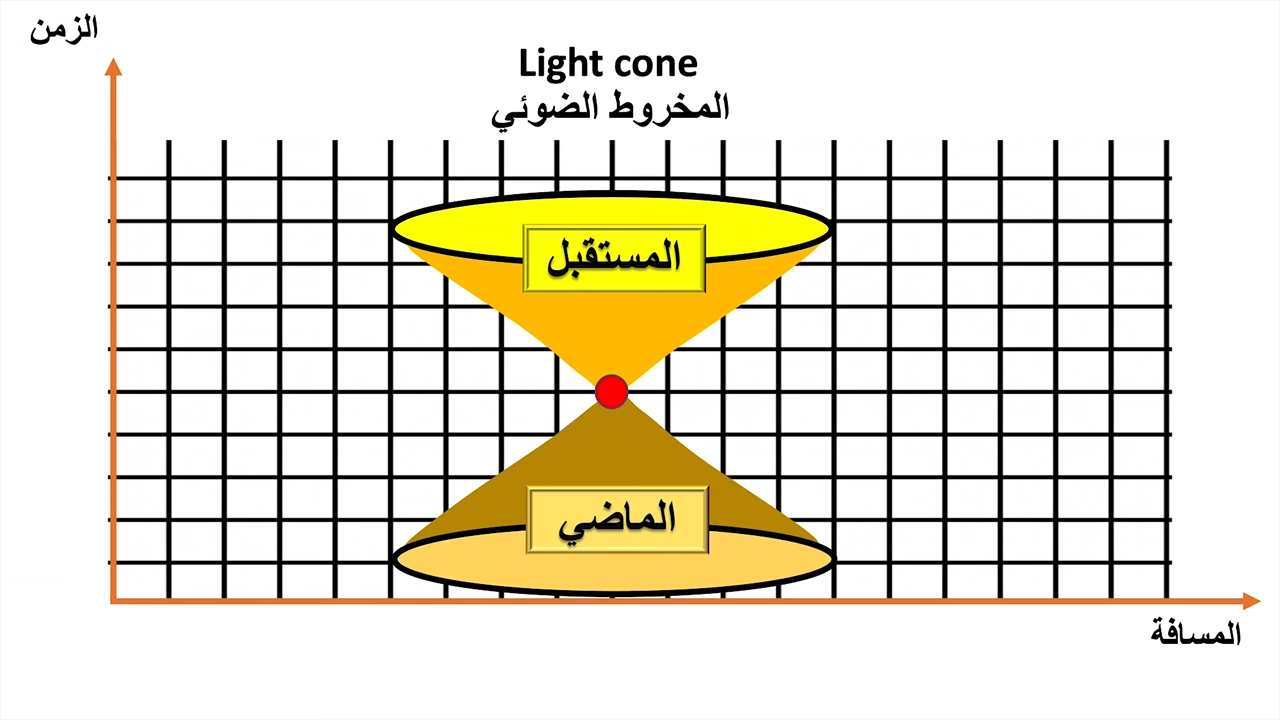 الزمن
Light cone
المخروط الضوئي
المستقبل
الماضي
المسافة